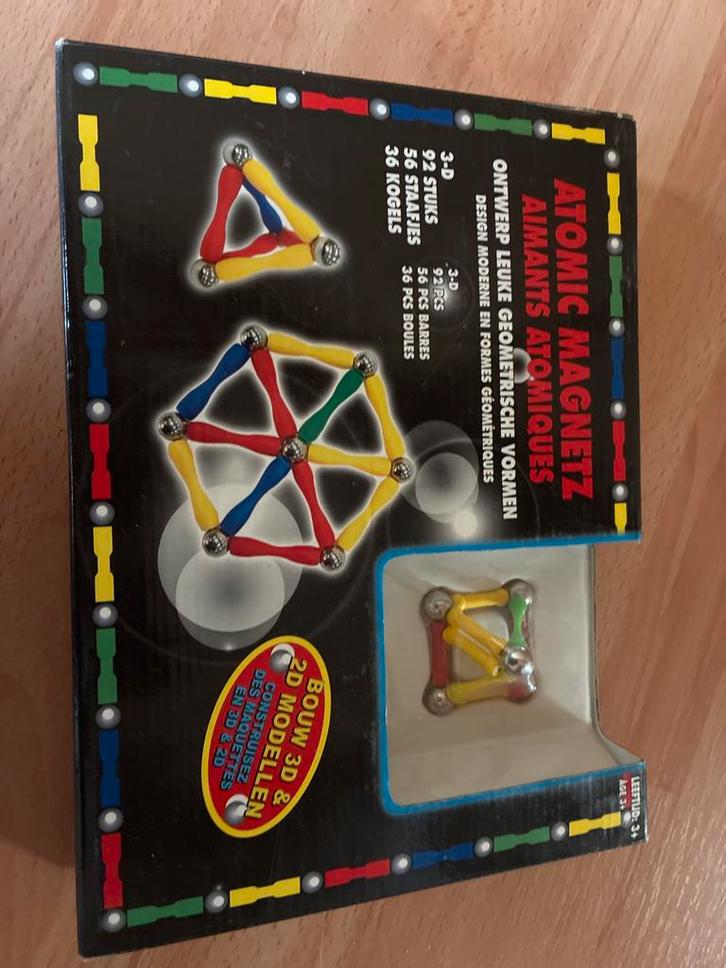 ATOMIC MAGNETZ
AIMANTS ATOMIQUES
ONTWERP LEUKE GEOMETRISCHE VORMEN
DESIGN MODERNE EN FORMES GÉOMÉTRIQUES
3-D
92 STUKS
56 STAAFJES
36 KOGELS
3-D
92 PCS
56 PCS BARRES
36 PCS BOULES
LEEFTIJD: 3+
ÂGE 3+
BOUW 3D &
2D MODELLEN
CONSTRUISEZ
DES MAQUETTES
EN 3D & 2D